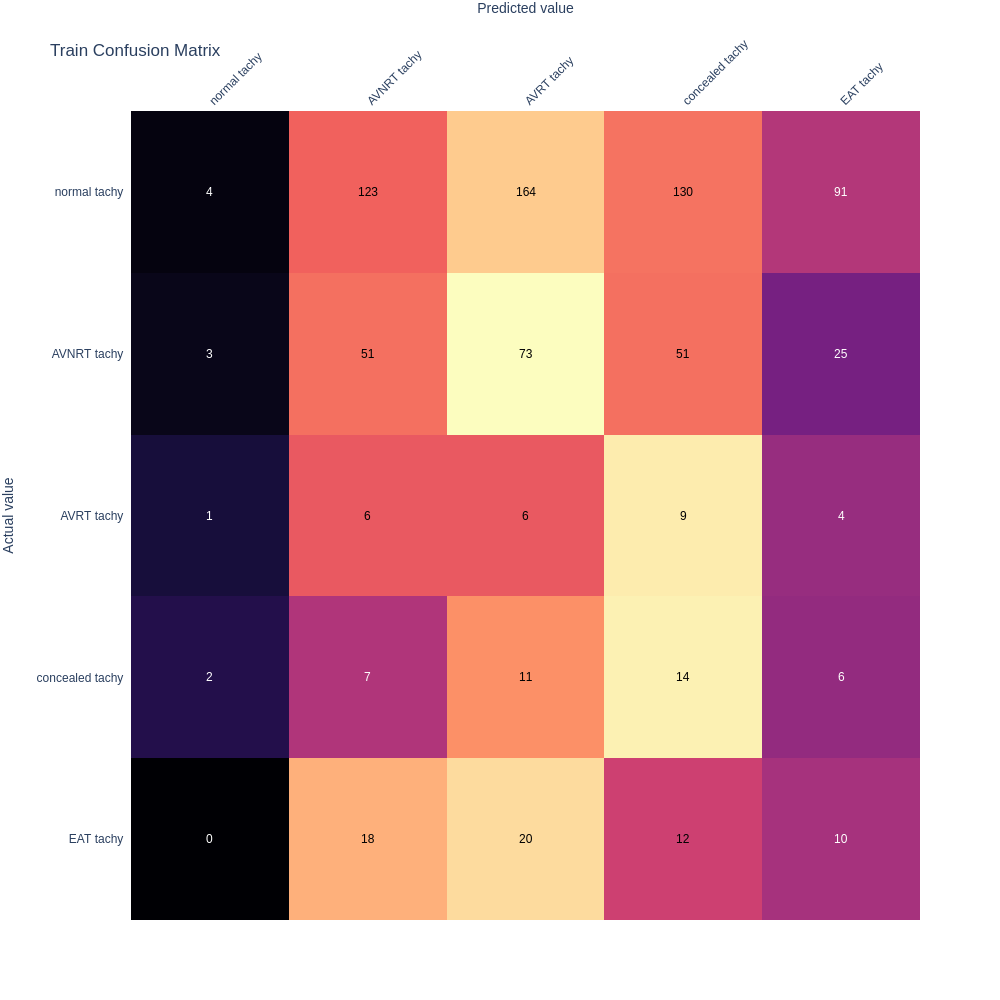 Predicted value
Train Confusion Matrix
normal tachy
AVNRT tachy
AVRT tachy
concealed tachy
EAT tachy
normal tachy 4 123 164 130 91
AVNRT tachy 3 51 73 51 25
Actual value
AVRT tachy 1 6 6 9 4
concealed tachy 2 7 11 14 6
EAT tachy 0 18 20 12 10